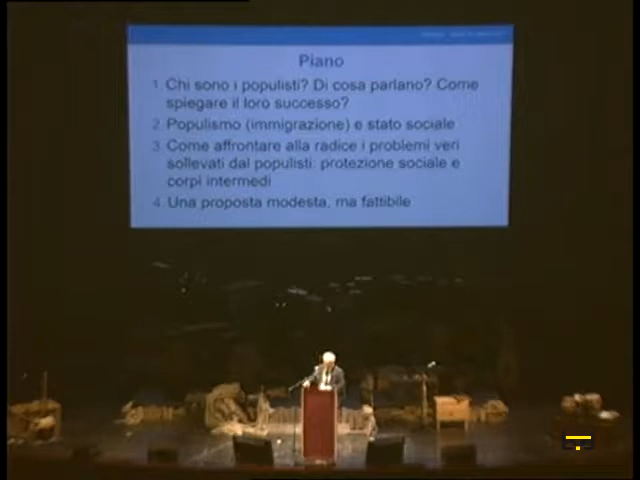 Piano
1. Chi sono i populisti? Di cosa parlano? Come
spiegare il loro successo?
2. Populismo (immigrazione) e stato sociale
3. Come affrontare alla radice i problemi veri
sollevati dai populisti: protezione sociale e
corpi intermedi
4. Una proposta modesta, ma fattibile